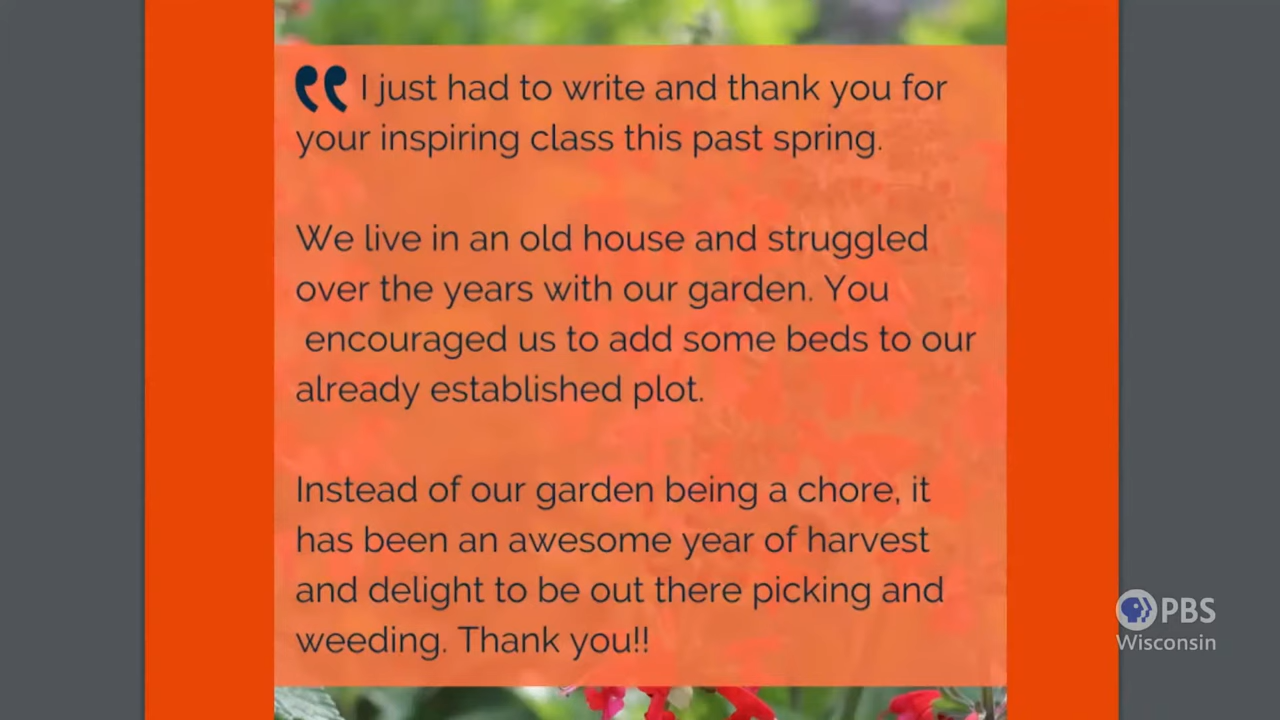 ❝ I just had to write and thank you for
your inspiring class this past spring.
We live in an old house and struggled
over the years with our garden. You
encouraged us to add some beds to our
already established plot.
Instead of our garden being a chore, it
has been an awesome year of harvest
and delight to be out there picking and
weeding. Thank you!!
PBS
Wisconsin